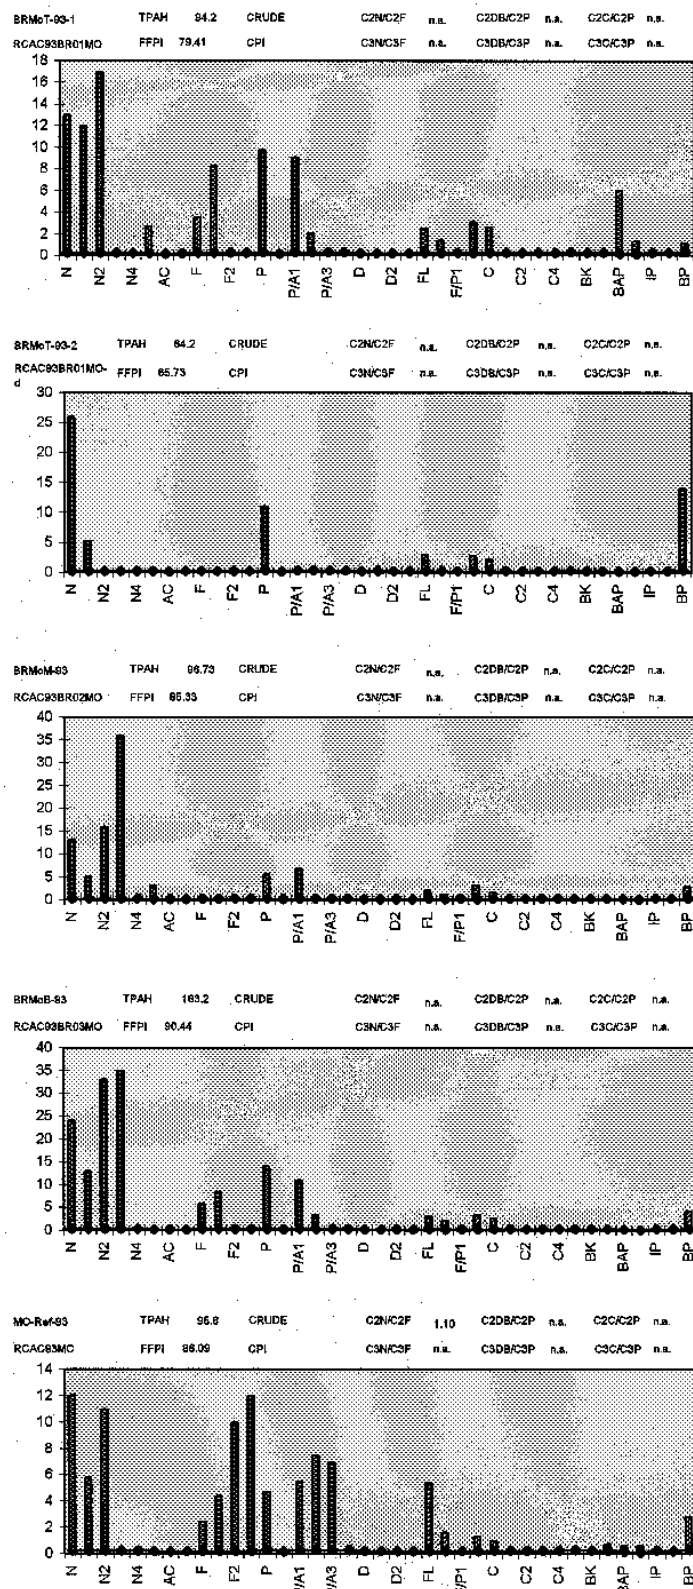 BRMoT-93-1 TPAH 94.2 CRUDE C2N/C2F n.a. C2DB/C2P n.a. C2C/C2P n.a.
RCAC93BR01MO FFPI 79.41 CPI C3N/C3F n.a. C3DB/C3P n.a. C3C/C3P n.a.
18
16
14
12
10
8
6
4
2
0
N N2 N4 AC F F2 P P/A1 P/A3 D D2 FL F/P1 C C2 C4 BK BAP IP BP
BRMoT-93-2 TPAH 64.2 CRUDE C2N/C2F n.a. C2DB/C2P n.a. C2C/C2P n.a.
RCAC93BR01MO-d FFPI 65.73 CPI C3N/C3F n.a. C3DB/C3P n.a. C3C/C3P n.a.
30
25
20
15
10
5
0
N N2 N4 AC F F2 P P/A1 P/A3 D D2 FL F/P1 C C2 C4 BK BAP IP BP
BRMoM-93 TPAH 96.73 CRUDE C2N/C2F n.a. C2DB/C2P n.a. C2C/C2P n.a.
RCAC93BR02MO FFPI 85.33 CPI C3N/C3F n.a. C3DB/C3P n.a. C3C/C3P n.a.
40
35
30
25
20
15
10
5
0
N N2 N4 AC F F2 P P/A1 P/A3 D D2 FL F/P1 C C2 C4 BK BAP IP BP
BRMoB-93 TPAH 163.2 CRUDE C2N/C2F n.a. C2DB/C2P n.a. C2C/C2P n.a.
RCAC93BR03MO FFPI 90.44 CPI C3N/C3F n.a. C3DB/C3P n.a. C3C/C3P n.a.
40
35
30
25
20
15
10
5
0
N N2 N4 AC F F2 P P/A1 P/A3 D D2 FL F/P1 C C2 C4 BK BAP IP BP
MO-Ref-93 TPAH 95.8 CRUDE C2N/C2F 1.10 C2DB/C2P n.a. C2C/C2P n.a.
RCAC93MC FFPI 86.09 CPI C3N/C3F n.a. C3DB/C3P n.a. C3C/C3P n.a.
14
12
10
8
6
4
2
0
N N2 N4 AC F F2 P P/A1 P/A3 D D2 FL F/P1 C C2 C4 BK BAP IP BP